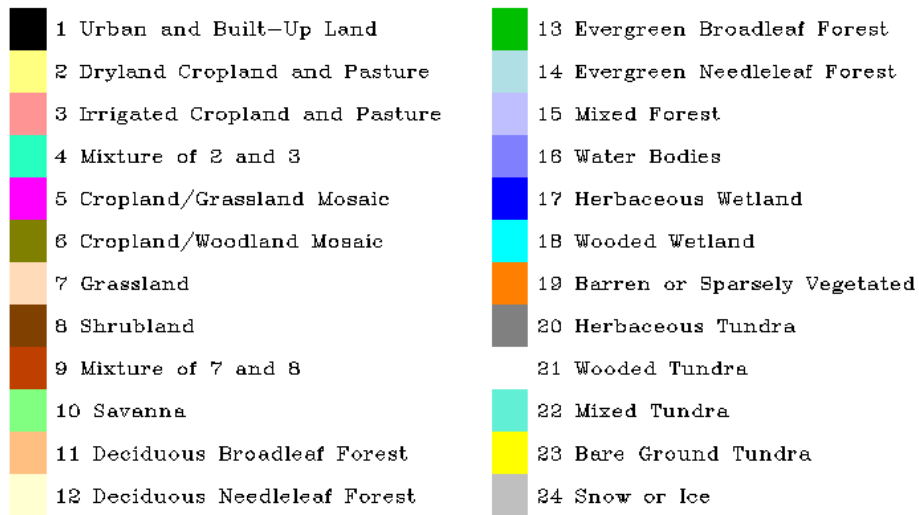 1 Urban and Built-Up Land
2 Dryland Cropland and Pasture
3 Irrigated Cropland and Pasture
4 Mixture of 2 and 3
5 Cropland/Grassland Mosaic
6 Cropland/Woodland Mosaic
7 Grassland
8 Shrubland
9 Mixture of 7 and 8
10 Savanna
11 Deciduous Broadleaf Forest
12 Deciduous Needleleaf Forest
13 Evergreen Broadleaf Forest
14 Evergreen Needleleaf Forest
15 Mixed Forest
16 Water Bodies
17 Herbaceous Wetland
18 Wooded Wetland
19 Barren or Sparsely Vegetated
20 Herbaceous Tundra
21 Wooded Tundra
22 Mixed Tundra
23 Bare Ground Tundra
24 Snow or Ice